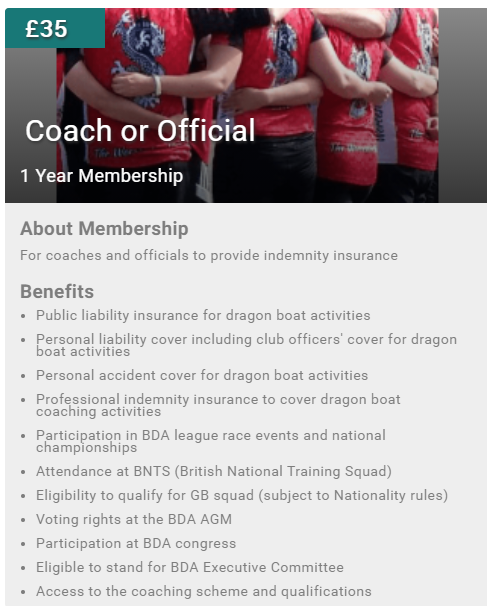 £35
Coach or Official
1 Year Membership
About Membership
For coaches and officials to provide indemnity insurance
Benefits
• Public liability insurance for dragon boat activities
• Personal liability cover including club officers' cover for dragon
boat activities
• Personal accident cover for dragon boat activities
• Professional indemnity insurance to cover dragon boat
coaching activities
• Participation in BDA league race events and national
championships
• Attendance at BNTS (British National Training Squad)
• Eligibility to qualify for GB squad (subject to Nationality rules)
• Voting rights at the BDA AGM
• Participation at BDA congress
• Eligible to stand for BDA Executive Committee
• Access to the coaching scheme and qualifications